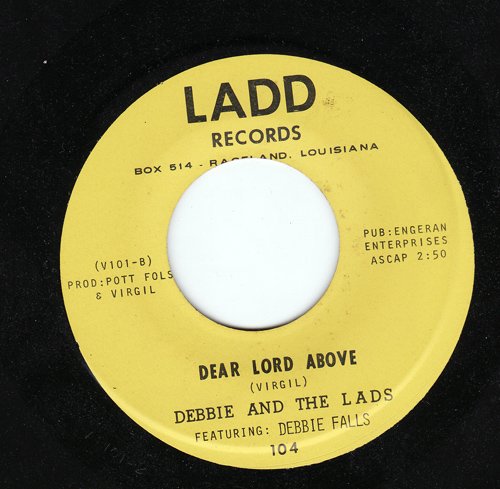 LADD
RECORDS
BOX 514 - RACELAND, LOUISIANA
(V101-B)
PROD:POTT FOLS
& VIRGIL
PUB:ENGERAN
ENTERPRISES
ASCAP 2:50
DEAR LORD ABOVE
(VIRGIL)
DEBBIE AND THE LADS
FEATURING: DEBBIE FALLS
104